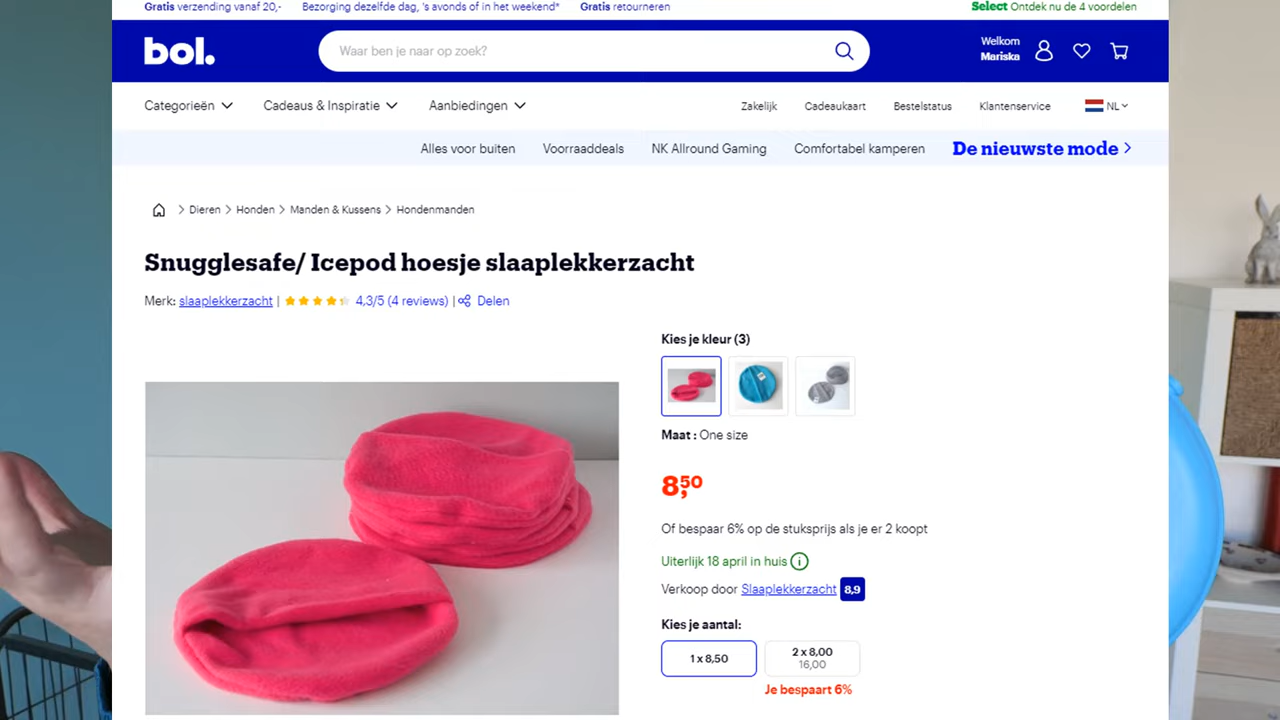 Gratis verzending vanaf 20,- Bezorging dezelfde dag, 's avonds of in het weekend* Gratis retourneren Select Ontdek nu de 4 voordelen
bol.
Waar ben je naar op zoek?
Welkom
Mariska
Categorieën Cadeaus & Inspiratie Aanbiedingen Zakelijk Cadeaukaart Bestelstatus Klantenservice NL
Alles voor buiten Voorraaddeals NK Allround Gaming Comfortabel kamperen De nieuwste mode
Dieren Honden Manden & Kussens Hondenmanden
Snugglesafe/ Icepod hoesje slaaplekkerzacht
Merk: slaaplekkerzacht | 4,3/5 (4 reviews) | Delen
Kies je kleur (3)
Maat : One size
8,50
Of bespaar 6% op de stuksprijs als je er 2 koopt
Uiterlijk 18 april in huis
Verkoop door Slaaplekkerzacht 8,9
Kies je aantal:
1 x 8,50
2 x 8,00
16,00
Je bespaart 6%